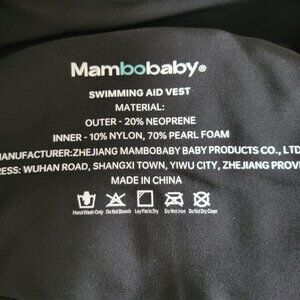 Mambobaby®
SWIMMING AID VEST
MATERIAL:
OUTER - 20% NEOPRENE
INNER - 10% NYLON, 70% PEARL FOAM
MANUFACTURER:ZHEJIANG MAMBOBABY BABY PRODUCTS CO., LTD
RESS: WUHAN ROAD, SHANGXI TOWN, YIWU CITY, ZHEJIANG PROVI
MADE IN CHINA
Hand Wash Only Do Not Bleach Lay Flat to Dry Do Not Iron Do Not Dry Clean